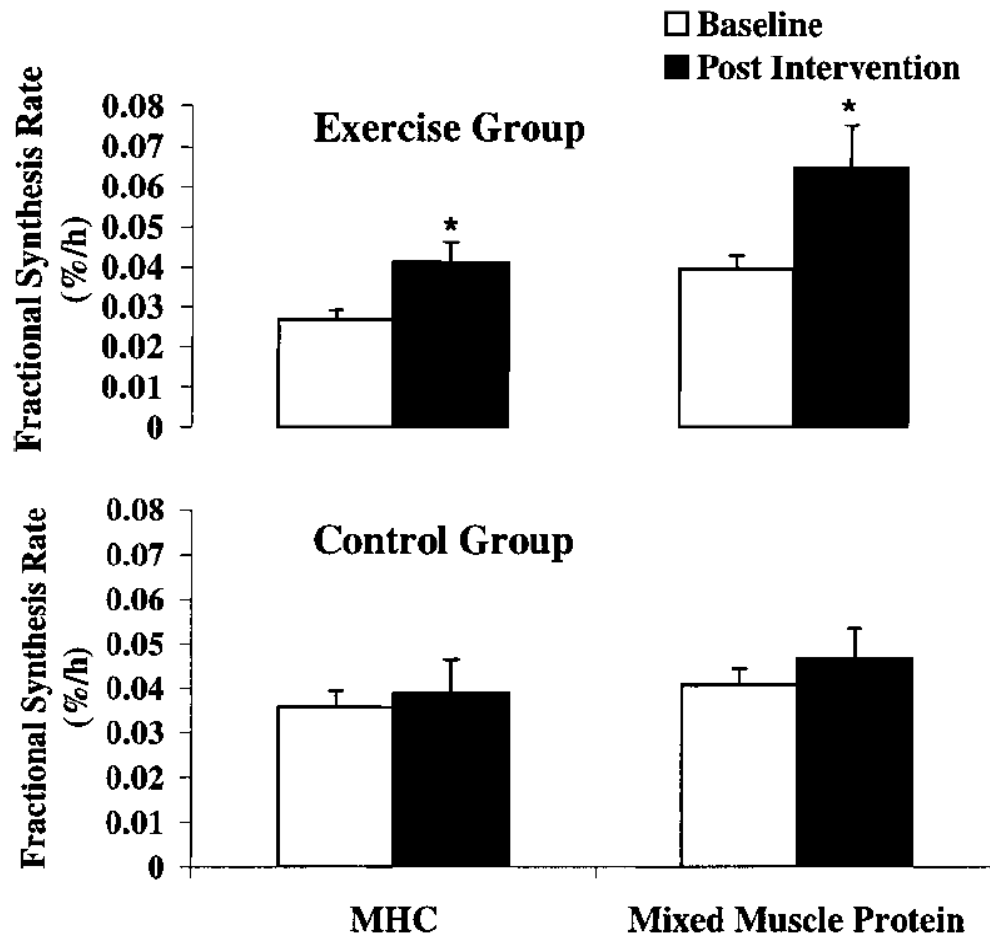 Baseline
Post Intervention
Exercise Group
*
*
Fractional Synthesis Rate
(%/h)
0.08
0.07
0.06
0.05
0.04
0.03
0.02
0.01
0
Control Group
Fractional Synthesis Rate
(%/h)
0.08
0.07
0.06
0.05
0.04
0.03
0.02
0.01
0
MHC
Mixed Muscle Protein